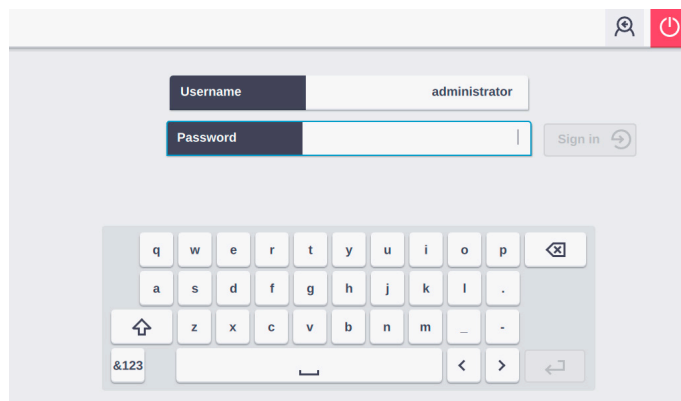 Username administrator
Password
Sign in
q w e r t y u i o p
a s d f g h j k l .
z x c v b n m _ -
&123 < >